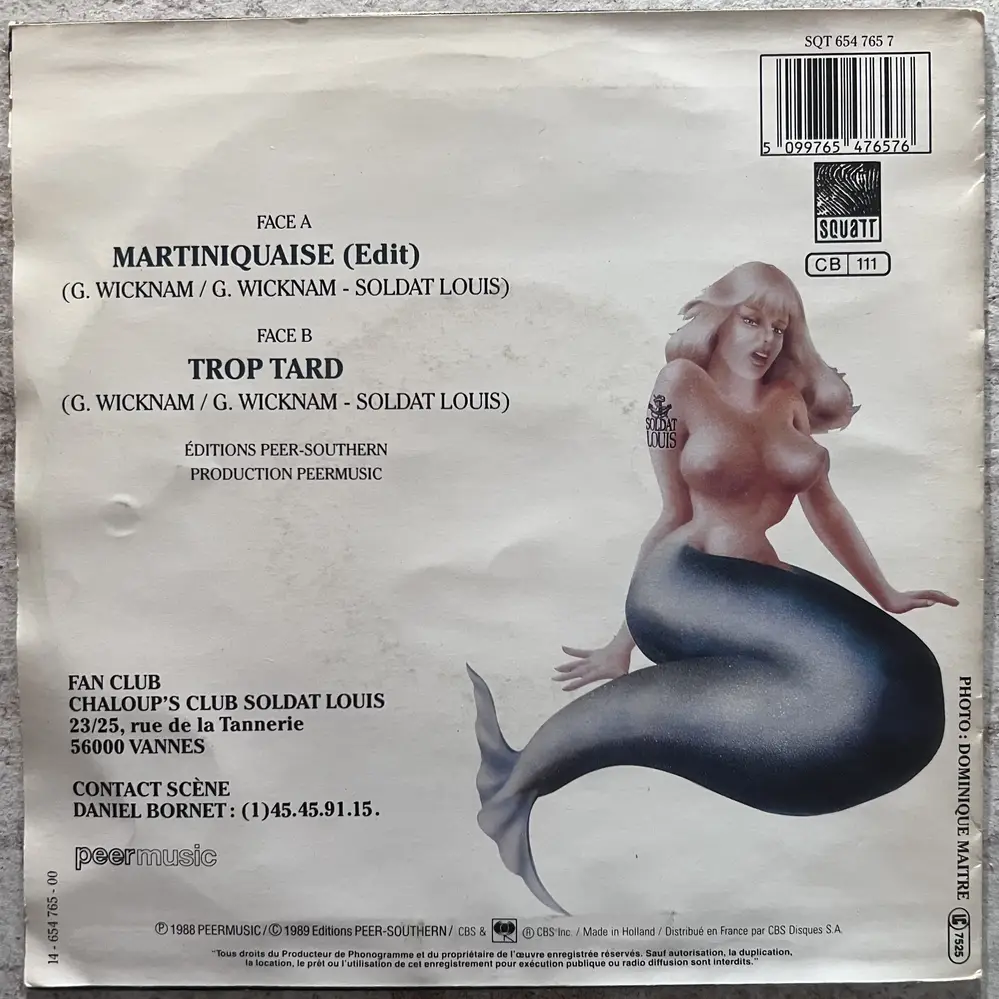 SQT 654 765 7
5 099765 476576
SQUATT
CB 111
FACE A
MARTINIQUAISE (Edit)
(G. WICKNAM / G. WICKNAM - SOLDAT LOUIS)
FACE B
TROP TARD
(G. WICKNAM / G. WICKNAM - SOLDAT LOUIS)
ÉDITIONS PEER-SOUTHERN
PRODUCTION PEERMUSIC
SOLDAT
LOUIS
FAN CLUB
CHALOUP'S CLUB SOLDAT LOUIS
23/25, rue de la Tannerie
56000 VANNES
CONTACT SCÈNE
DANIEL BORNET : (1)45.45.91.15.
peermusic
14 - 654 765 - 00
PHOTO : DOMINIQUE MAITRE
LC 7525
℗ 1988 PEERMUSIC / © 1989 Editions PEER-SOUTHERN / CBS & ® CBS Inc. / Made in Holland / Distribué en France par CBS Disques S.A.
"Tous droits du Producteur de Phonogramme et du propriétaire de l'œuvre enregistrée réservés. Sauf autorisation, la duplication,
la location, le prêt ou l'utilisation de cet enregistrement pour exécution publique ou radio diffusion sont interdits."